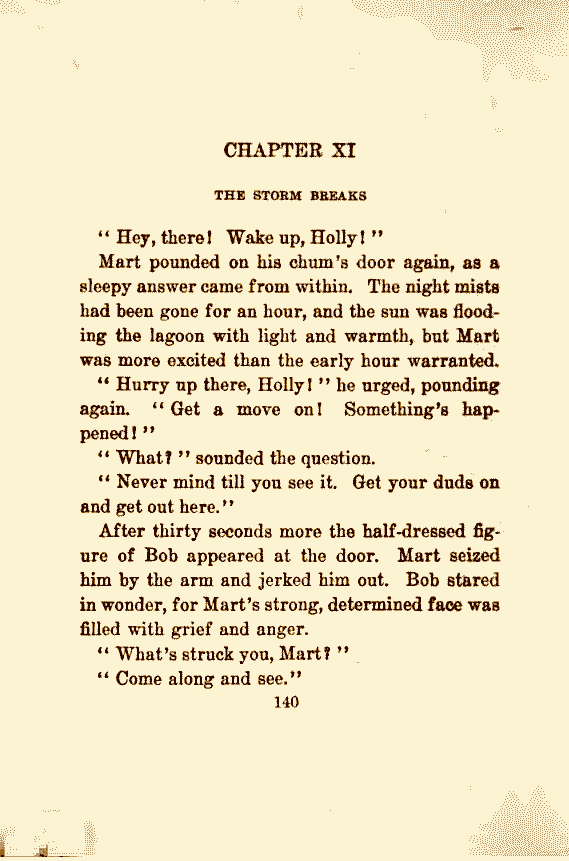 CHAPTER XI
THE STORM BREAKS
“ Hey, there! Wake up, Holly! ”
Mart pounded on his chum’s door again, as a
sleepy answer came from within. The night mists
had been gone for an hour, and the sun was flood-
ing the lagoon with light and warmth, but Mart
was more excited than the early hour warranted.
“ Hurry up there, Holly! ” he urged, pounding
again. “ Get a move on! Something’s hap-
pened! ”
“ What? ” sounded the question.
“ Never mind till you see it. Get your duds on
and get out here.”
After thirty seconds more the half-dressed fig-
ure of Bob appeared at the door. Mart seized
him by the arm and jerked him out. Bob stared
in wonder, for Mart’s strong, determined face was
filled with grief and anger.
“ What’s struck you, Mart? ”
“ Come along and see.”
140